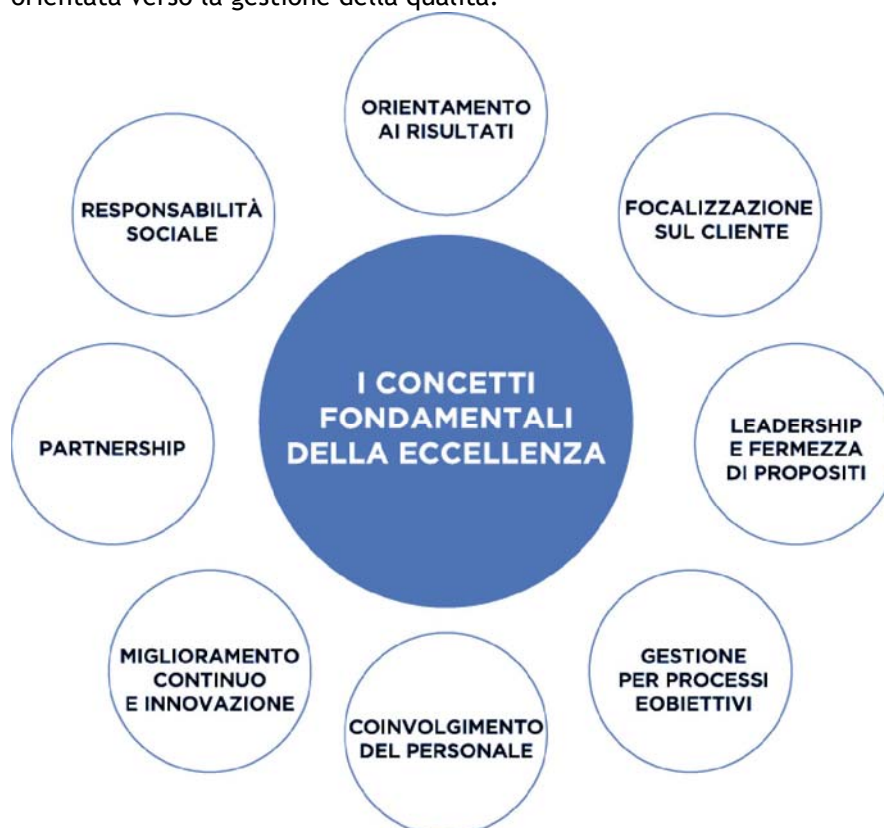 orientata verso la gestione della qualità.
ORIENTAMENTO
AI RISULTATI
FOCALIZZAZIONE
SUL CLIENTE
LEADERSHIP
E FERMEZZA
DI PROPOSITI
GESTIONE
PER PROCESSI
EOBIETTIVI
COINVOLGIMENTO
DEL PERSONALE
MIGLIORAMENTO
CONTINUO
E INNOVAZIONE
PARTNERSHIP
RESPONSABILITÀ
SOCIALE
I CONCETTI
FONDAMENTALI
DELLA ECCELLENZA